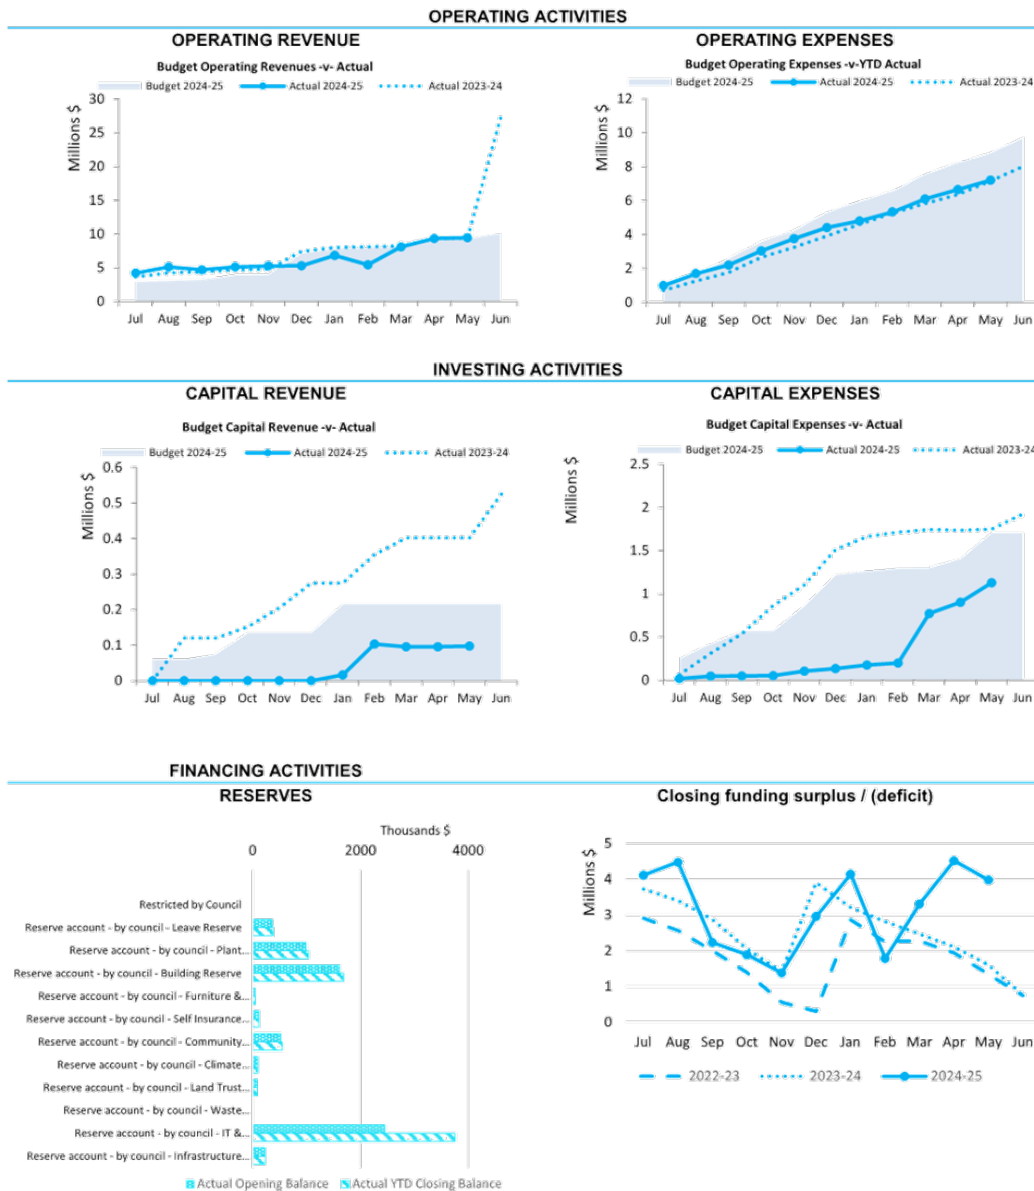 OPERATING ACTIVITIES
OPERATING REVENUE
Budget Operating Revenues -v- Actual
Budget 2024-25 Actual 2024-25 Actual 2023-24
Millions $
30
25
20
15
10
5
0
Jul Aug Sep Oct Nov Dec Jan Feb Mar Apr May Jun
OPERATING EXPENSES
Budget Operating Expenses -v-YTD Actual
Budget 2024-25 Actual 2024-25 Actual 2023-24
Millions $
12
10
8
6
4
2
0
Jul Aug Sep Oct Nov Dec Jan Feb Mar Apr May Jun
INVESTING ACTIVITIES
CAPITAL REVENUE
Budget Capital Revenue -v- Actual
Budget 2024-25 Actual 2024-25 Actual 2023-24
Millions $
0.6
0.5
0.4
0.3
0.2
0.1
0
Jul Aug Sep Oct Nov Dec Jan Feb Mar Apr May Jun
CAPITAL EXPENSES
Budget Capital Expenses -v- Actual
Budget 2024-25 Actual 2024-25 Actual 2023-24
Millions $
2.5
2
1.5
1
0.5
0
Jul Aug Sep Oct Nov Dec Jan Feb Mar Apr May Jun
FINANCING ACTIVITIES
RESERVES
Thousands $
0 2000 4000
Restricted by Council
Reserve account - by council - Leave Reserve
Reserve account - by council - Plant...
Reserve account - by council - Building Reserve
Reserve account - by council - Furniture &...
Reserve account - by council - Self Insurance...
Reserve account - by council - Community...
Reserve account - by council - Climate...
Reserve account - by council - Land Trust...
Reserve account - by council - Waste...
Reserve account - by council - IT &...
Reserve account - by council - Infrastructure...
Actual Opening Balance Actual YTD Closing Balance
Closing funding surplus / (deficit)
Millions $
5
4
3
2
1
0
Jul Aug Sep Oct Nov Dec Jan Feb Mar Apr May Jun
2022-23 2023-24 2024-25